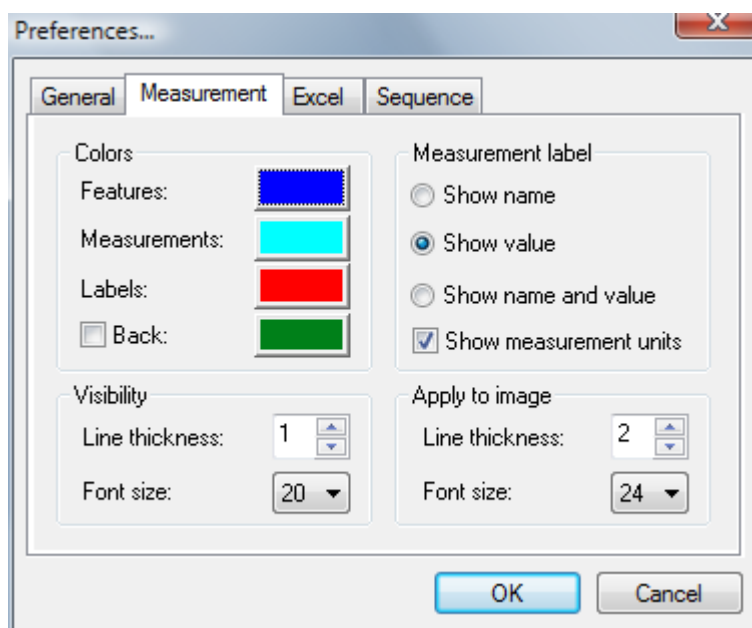 Preferences...
General Measurement Excel Sequence
Colors
Features:
Measurements:
Labels:
Back:
Measurement label
Show name
Show value
Show name and value
Show measurement units
Visibility
Line thickness: 1
Font size: 20
Apply to image
Line thickness: 2
Font size: 24
OK Cancel